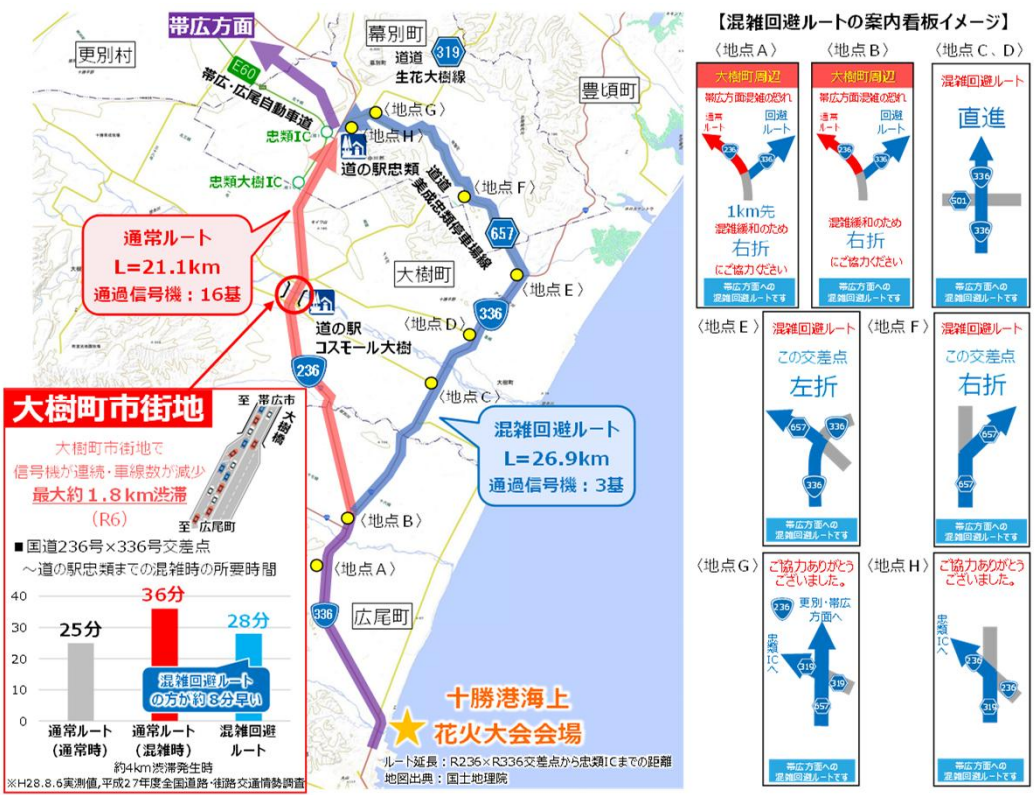 帯広方面
更別村
幕別町
道道
生花大樹線
319
豊頃町
E60
帯広・広尾自動車道
忠類IC
〈地点G〉
〈地点H〉
道の駅忠類
忠類大樹IC
〈地点F〉
道道
美成忠類停車場線
657
通常ルート
L=21.1km
通過信号機：16基
大樹町
〈地点E〉
336
道の駅
コスモール大樹
〈地点D〉
236
〈地点C〉
混雑回避ルート
L=26.9km
通過信号機：3基
〈地点B〉
〈地点A〉
336
広尾町
十勝港海上
花火大会会場
ルート延長：R236×R336交差点から忠類ICまでの距離
地図出典：国土地理院
大樹町市街地
至 帯広市
大樹橋
大樹町市街地で
信号機が連続・車線数が減少
最大約1.8km渋滞
(R6)
至 広尾町
■国道236号×336号交差点
～道の駅忠類までの混雑時の所要時間
40
30
20
10
0
25分
36分
28分
混雑回避ルート
の方が約8分早い
通常ルート
(通常時)
通常ルート
(混雑時)
混雑回避
ルート
約4km渋滞発生時
※H28.8.6実測値,平成27年度全国道路・街路交通情勢調査
【混雑回避ルートの案内看板イメージ】
〈地点A〉
大樹町周辺
帯広方面混雑の恐れ
通常
ルート
回避
ルート
236
336
1km先
混雑緩和のため
右折
にご協力ください
帯広方面への
混雑回避ルートです
〈地点B〉
大樹町周辺
帯広方面混雑の恐れ
通常
ルート
回避
ルート
236
336
混雑緩和のため
右折
にご協力ください
帯広方面への
混雑回避ルートです
〈地点C、D〉
混雑回避ルート
直進
336
501
336
帯広方面への
混雑回避ルートです
〈地点E〉
混雑回避ルート
この交差点
左折
657
336
336
帯広方面への
混雑回避ルートです
〈地点F〉
混雑回避ルート
この交差点
右折
657
657
帯広方面への
混雑回避ルートです
〈地点G〉
ご協力ありがとう
ございました。
236
更別・帯広
方面へ
忠類ICへ
319
319
657
帯広方面への
混雑回避ルートです
〈地点H〉
ご協力ありがとう
ございました。
忠類ICへ
236
236
319
帯広方面への
混雑回避ルートです